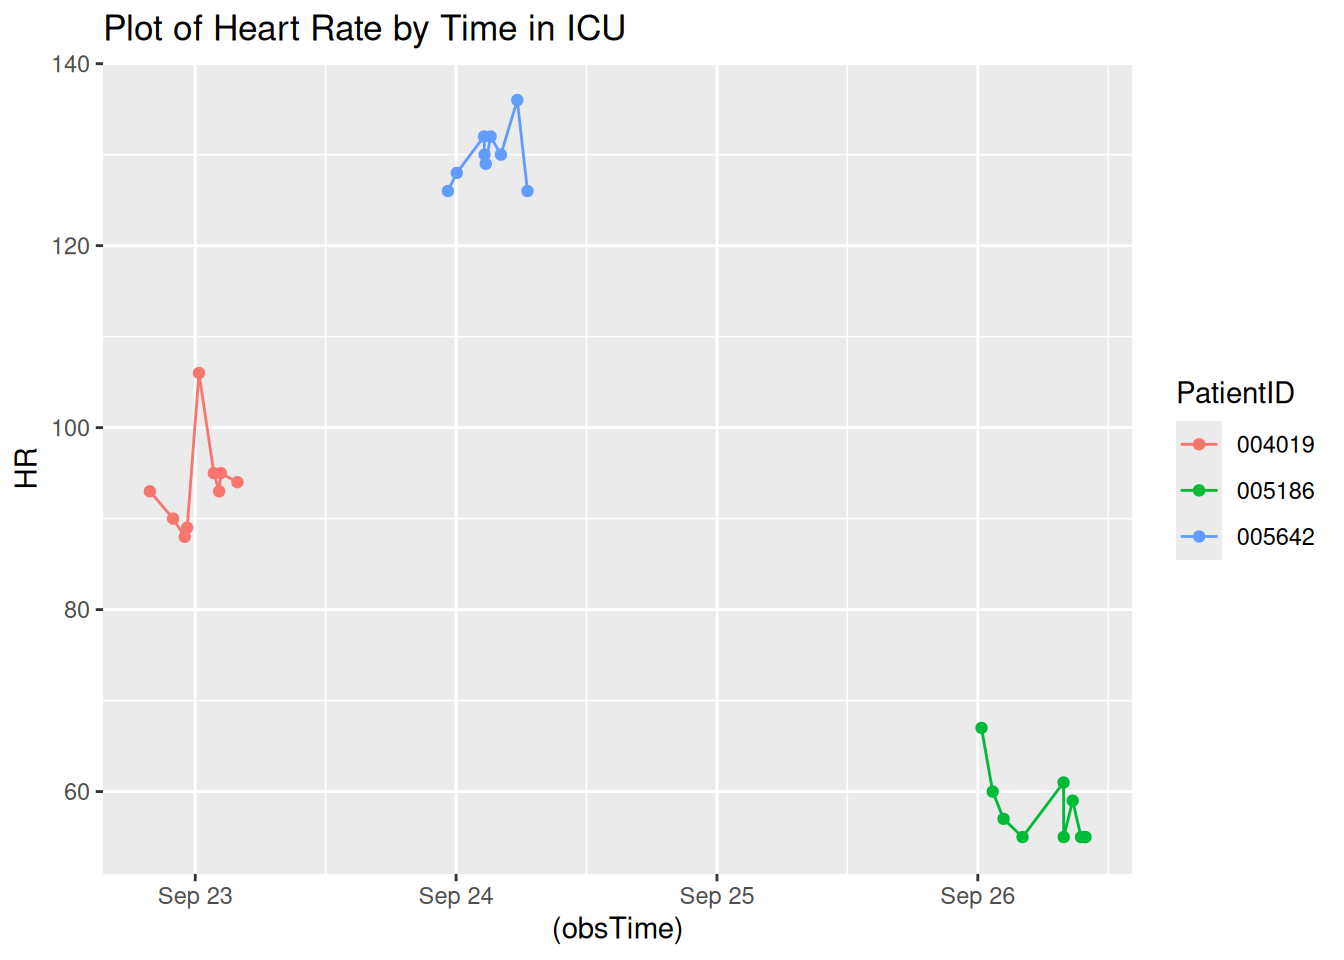 Plot of Heart Rate by Time in ICU
140
120
100
80
60
HR
Sep 23
Sep 24
Sep 25
Sep 26
(obsTime)
PatientID
004019
005186
005642